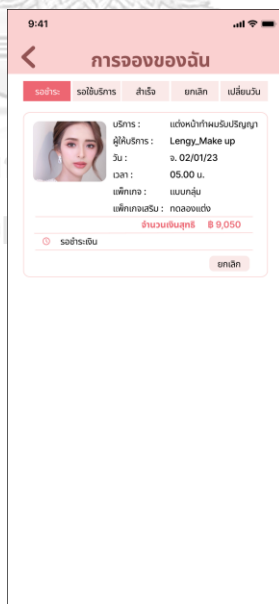 9:41
การจองของฉัน
รอชำระ รอใช้บริการ สำเร็จ ยกเลิก เปลี่ยนวัน
บริการ : แต่งหน้าทำผมรับปริญญา
ผู้ให้บริการ : Lengy_Make up
วัน : จ. 02/01/23
เวลา : 05.00 น.
แพ็กเกจ : แบบกลุ่ม
แพ็กเกจเสริม : ทดลองแต่ง
จำนวนเงินสุทธิ ฿ 9,050
รอชำระเงิน
ยกเลิก